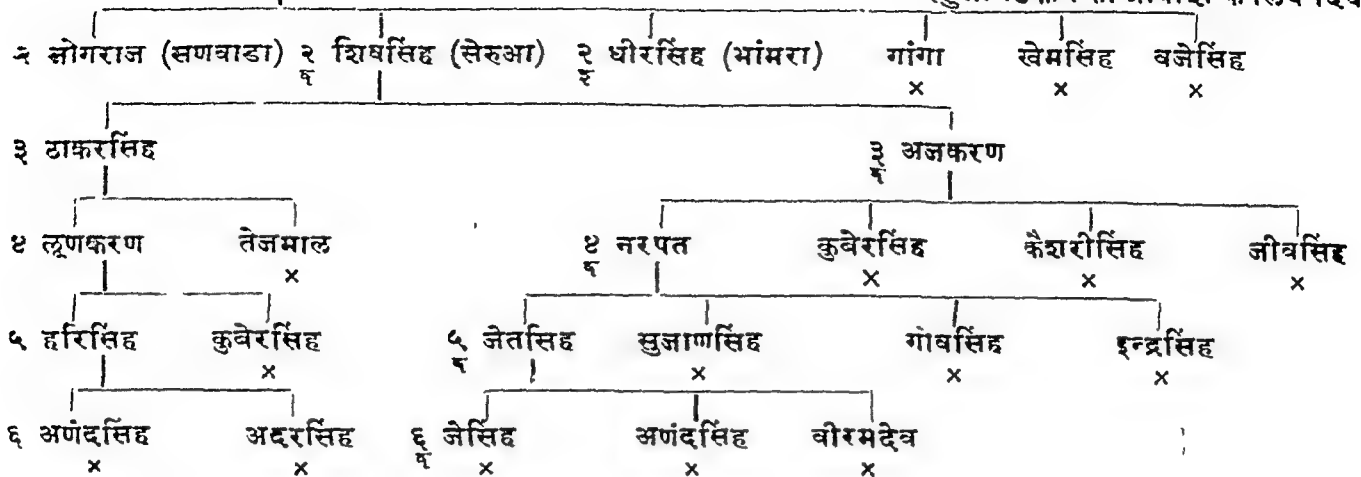 २ जोगराज (सणवाडा) २/व शिवसिंह (सेरुआ) २/३ धीरसिंह (भांमरा) गांगा × खेमसिंह × वजेसिंह ×
३ ठाकरसिंह ३/व अजकरण
४ लूणकरण तेजमाल × ४/व नरपत कुबेरसिंह × कैशरीसिंह × जीवसिंह ×
५ हरिसिंह कुबेरसिंह × ५/व जेतसिंह सुजाणसिंह × गोवसिंह × इन्द्रसिंह ×
६ अणंदसिंह × अदरसिंह × ६/व जेसिंह × अणंदसिंह × वीरमदेव ×